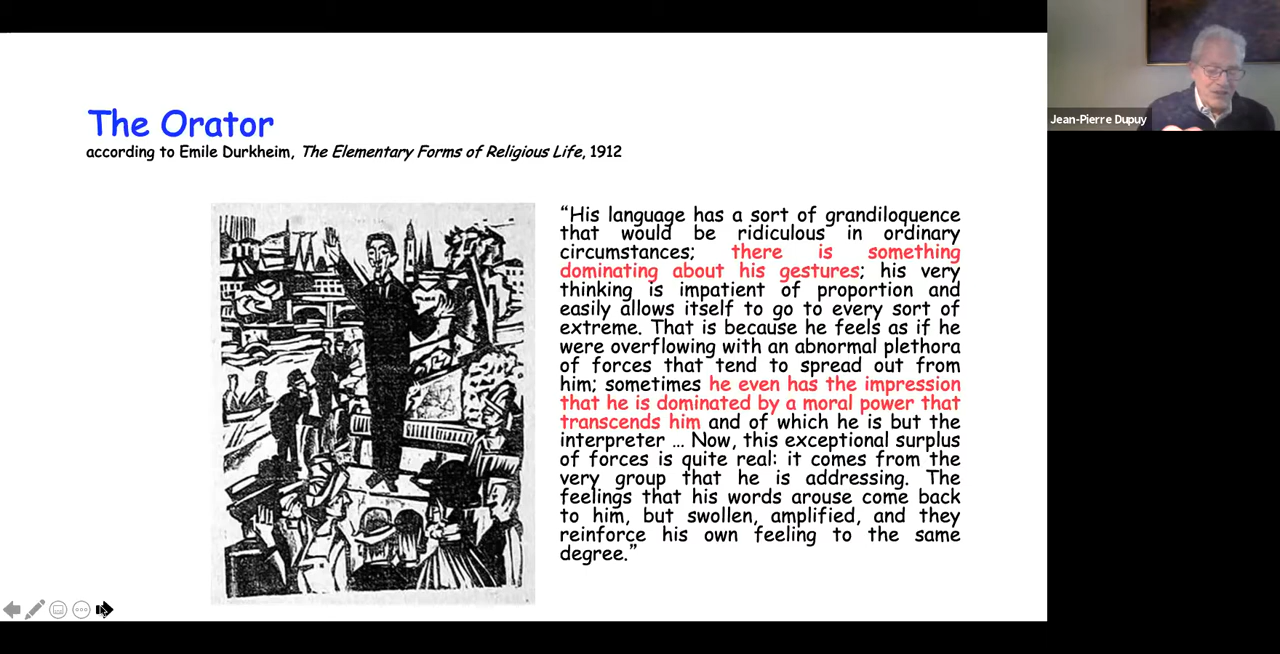 The Orator
according to Emile Durkheim, The Elementary Forms of Religious Life, 1912
“His language has a sort of grandiloquence
that would be ridiculous in ordinary
circumstances; there is something
dominating about his gestures; his very
thinking is impatient of proportion and
easily allows itself to go to every sort of
extreme. That is because he feels as if he
were overflowing with an abnormal plethora
of forces that tend to spread out from
him; sometimes he even has the impression
that he is dominated by a moral power that
transcends him and of which he is but the
interpreter … Now, this exceptional surplus
of forces is quite real: it comes from the
very group that he is addressing. The
feelings that his words arouse come back
to him, but swollen, amplified, and they
reinforce his own feeling to the same
degree.”
Jean-Pierre Dupuy